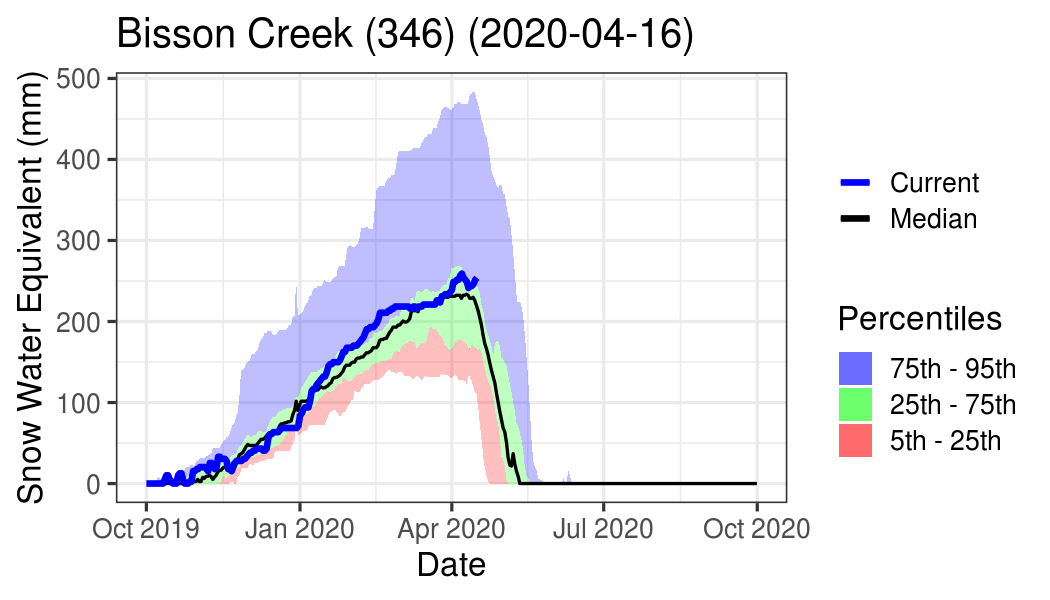 Bisson Creek (346) (2020-04-16)
Snow Water Equivalent (mm)
500
400
300
200
100
0
Oct 2019
Jan 2020
Apr 2020
Jul 2020
Oct 2020
Date
Current
Median
Percentiles
75th - 95th
25th - 75th
5th - 25th